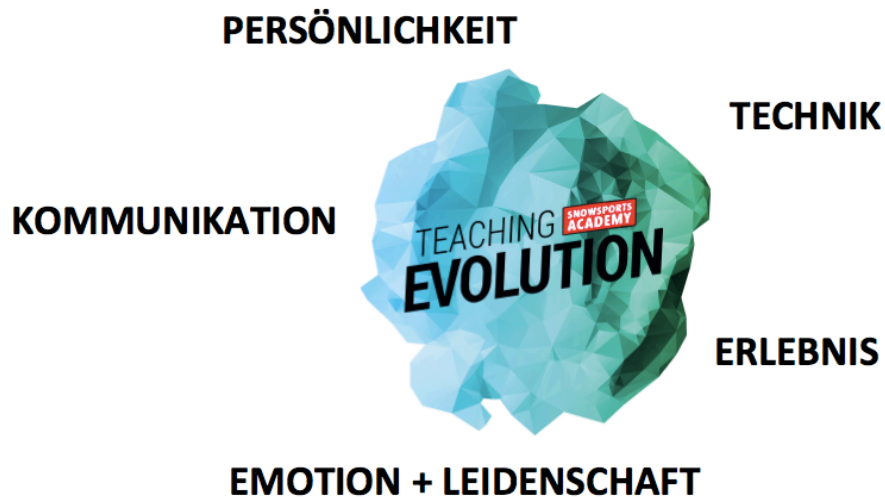 PERSÖNLICHKEIT
TECHNIK
KOMMUNIKATION
TEACHING SNOWSPORTS ACADEMY
EVOLUTION
ERLEBNIS
EMOTION + LEIDENSCHAFT